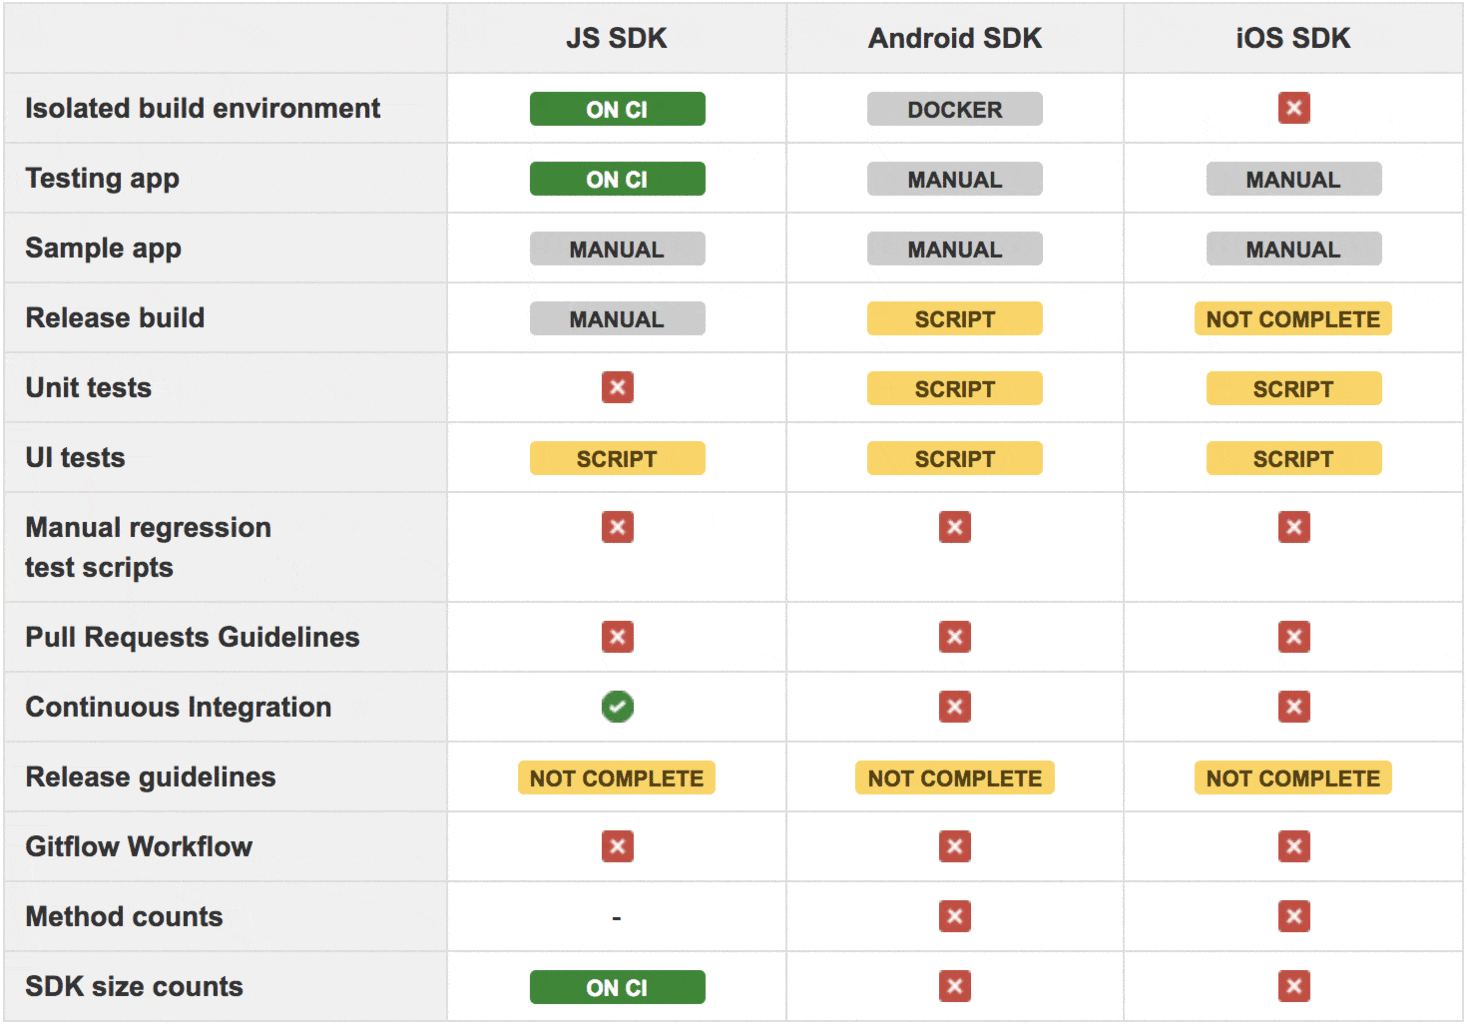 JS SDK Android SDK iOS SDK
Isolated build environment ON CI DOCKER
Testing app ON CI MANUAL MANUAL
Sample app MANUAL MANUAL MANUAL
Release build MANUAL SCRIPT NOT COMPLETE
Unit tests SCRIPT SCRIPT
UI tests SCRIPT SCRIPT SCRIPT
Manual regression
test scripts
Pull Requests Guidelines
Continuous Integration
Release guidelines NOT COMPLETE NOT COMPLETE NOT COMPLETE
Gitflow Workflow
Method counts -
SDK size counts ON CI